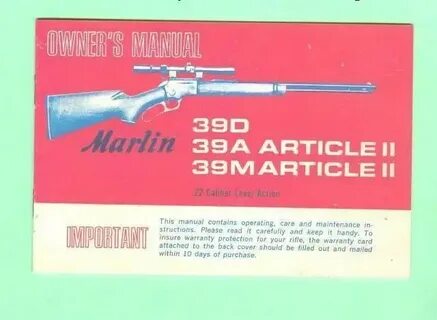 OWNER'S MANUAL
Marlin
39D
39A ARTICLE II
39M ARTICLE II
22 Caliber Lever Action
IMPORTANT
This manual contains operating, care and maintenance in-
structions. Please read it carefully and keep it handy. To
insure warranty protection for your rifle, the warranty card
attached to the back cover should be filled out and mailed
within 10 days of purchase.